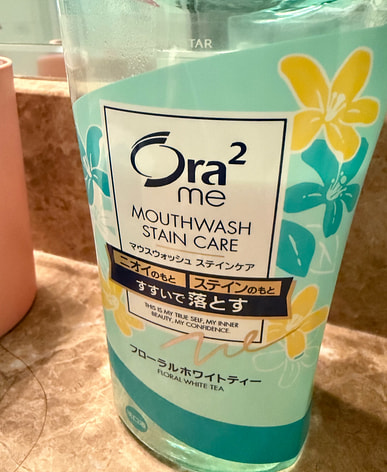 TAR
Ora²
me
MOUTHWASH
STAIN CARE
マウスウォッシュ ステインケア
ニオイのもと ステインのもと
すすいで落とす
THIS IS MY TRUE SELF, MY INNER
BEAUTY, MY CONFIDENCE.
me
フローラルホワイトティー
FLORAL WHITE TEA